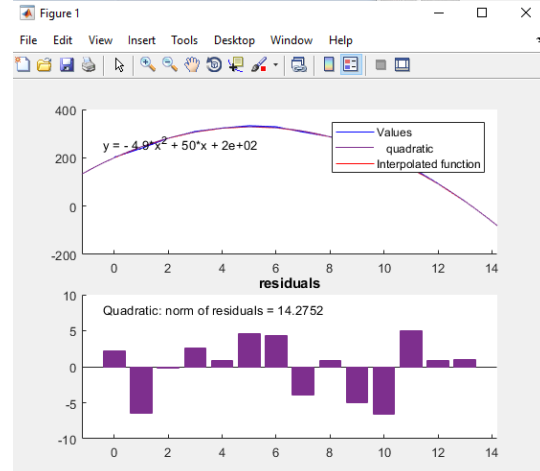 Figure 1
File Edit View Insert Tools Desktop Window Help
400
200
0
-200
y = - 4.9*x² + 50*x + 2e+02
Values
quadratic
Interpolated function
0 2 4 6 8 10 12 14
residuals
10
5
0
-5
-10
Quadratic: norm of residuals = 14.2752
0 2 4 6 8 10 12 14